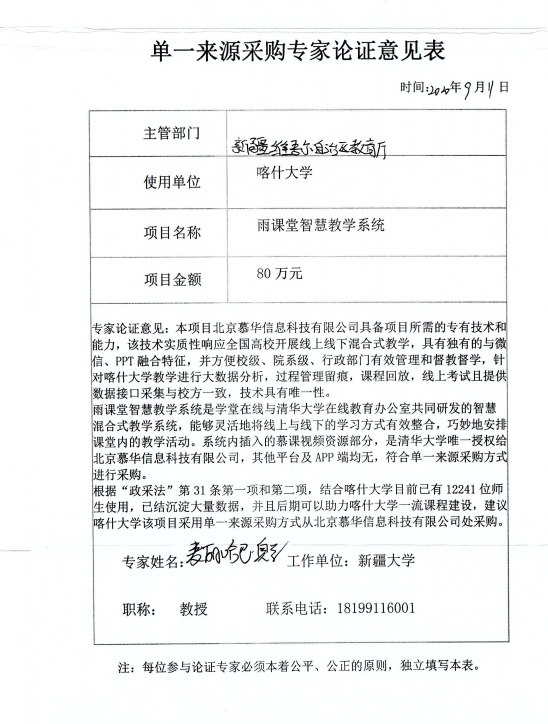 单一来源采购专家论证意见表
时间:2020年9月11日
主管部门 新疆维吾尔自治区教育厅
使用单位 喀什大学
项目名称 雨课堂智慧教学系统
项目金额 80 万元
专家论证意见：本项目北京慕华信息科技有限公司具备项目所需的专有技术和
能力，该技术实质性响应全国高校开展线上线下混合式教学，具有独有的与微
信、PPT 融合特征，并方便校级、院系级、行政部门有效管理和督教督学，针
对喀什大学教学进行大数据分析，过程管理留痕，课程回放，线上考试且提供
数据接口采集与校方一致，技术具有唯一性。
雨课堂智慧教学系统是学堂在线与清华大学在线教育办公室共同研发的智慧
混合式教学系统，能够灵活地将线上与线下的学习方式有效整合，巧妙地安排
课堂内的教学活动。系统内插入的慕课视频资源部分，是清华大学唯一授权给
北京慕华信息科技有限公司，其他平台及 APP 端均无，符合单一来源采购方式
进行采购。
根据“政采法”第 31 条第一项和第二项，结合喀什大学目前已有 12241 位师
生使用，已结沉淀大量数据，并且后期可以助力喀什大学一流课程建设，建议
喀什大学该项目采用单一来源采购方式从北京慕华信息科技有限公司处采购。
专家姓名: 工作单位：新疆大学
职称： 教授 联系电话：18199116001
注：每位参与论证专家必须本着公平、公正的原则，独立填写本表。